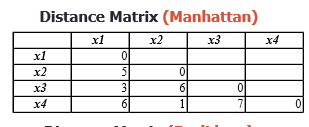 Distance Matrix (Manhattan)
x1 x2 x3 x4
x1 0
x2 5 0
x3 3 6 0
x4 6 1 7 0